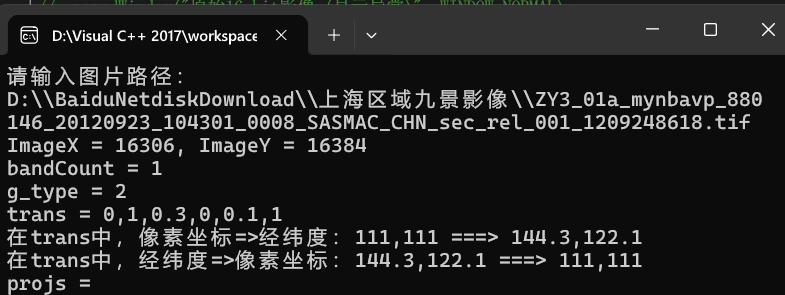 D:\Visual C++ 2017\workspace
请输入图片路径:
D:\\BaiduNetdiskDownload\\上海区域九景影像\\ZY3_01a_mynbavp_880
146_20120923_104301_0008_SASMAC_CHN_sec_rel_001_1209248618.tif
ImageX = 16306, ImageY = 16384
bandCount = 1
g_type = 2
trans = 0,1,0.3,0,0.1,1
在trans中, 像素坐标=>经纬度: 111,111 ===> 144.3,122.1
在trans中, 经纬度=>像素坐标: 144.3,122.1 ===> 111,111
projs =